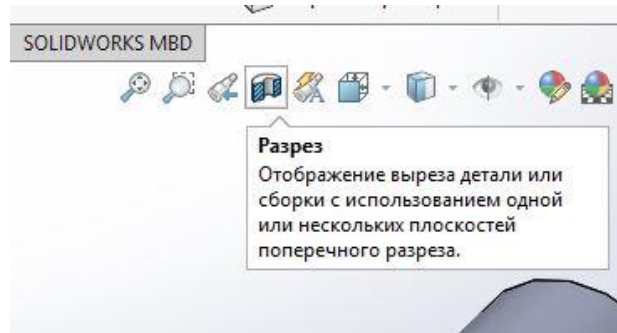 SOLIDWORKS MBD
Разрез
Отображение выреза детали или
сборки с использованием одной
или нескольких плоскостей
поперечного разреза.